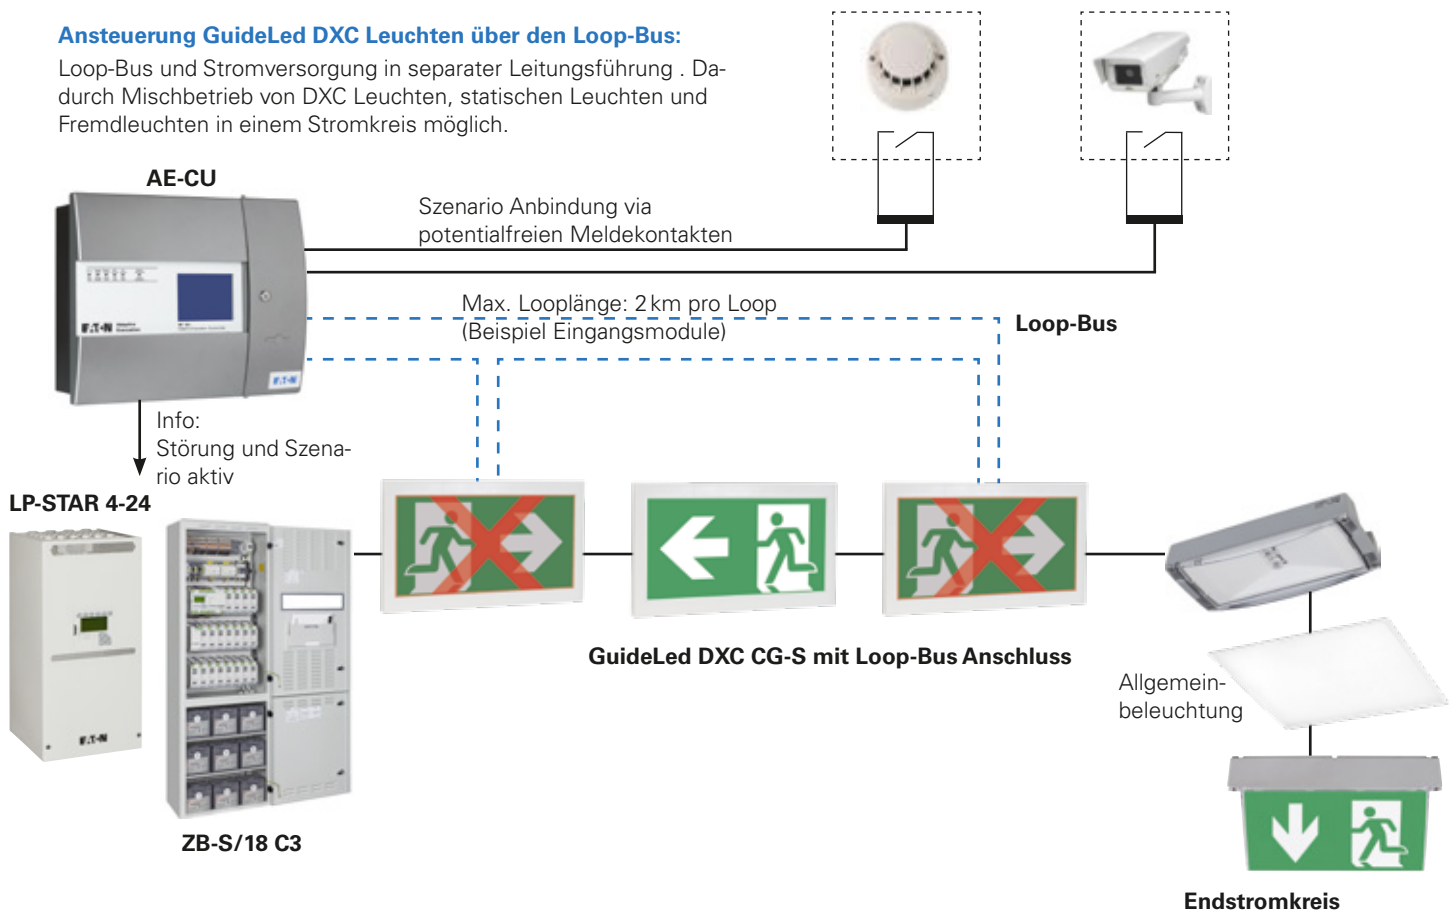 Ansteuerung GuideLed DXC Leuchten über den Loop-Bus:
Loop-Bus und Stromversorgung in separater Leitungsführung . Da-
durch Mischbetrieb von DXC Leuchten, statischen Leuchten und
Fremdleuchten in einem Stromkreis möglich.
AE-CU
Szenario Anbindung via
potentialfreien Meldekontakten
Max. Looplänge: 2 km pro Loop
(Beispiel Eingangsmodule)
Loop-Bus
E·T·N
E·T·N
Info:
Störung und Szena-
rio aktiv
LP-STAR 4-24
E·T·N
ZB-S/18 C3
GuideLed DXC CG-S mit Loop-Bus Anschluss
Allgemein-
beleuchtung
Endstromkreis